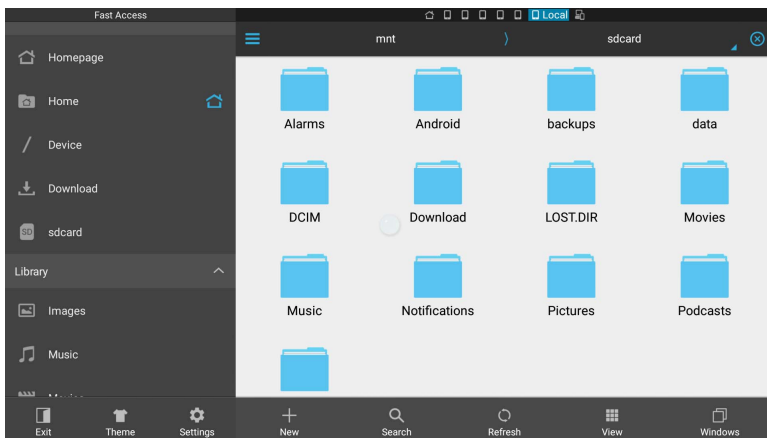 Fast Access
Local
mnt
sdcard
Homepage
Home
Device
Download
SD sdcard
Library
Images
Music
Alarms
Android
backups
data
DCIM
Download
LOST.DIR
Movies
Music
Notifications
Pictures
Podcasts
Exit
Theme
Settings
New
Search
Refresh
View
Windows